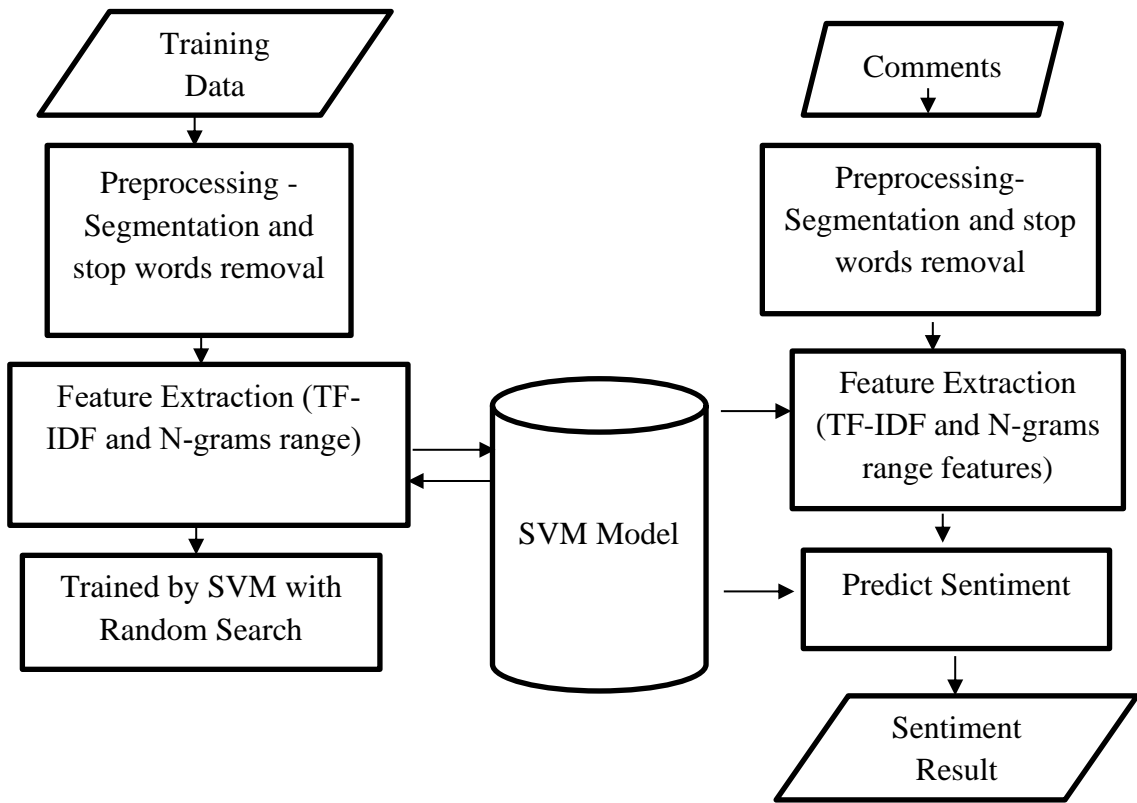 Training
Data
Preprocessing -
Segmentation and
stop words removal
Feature Extraction (TF-
IDF and N-grams range)
Trained by SVM with
Random Search
SVM Model
Comments
Preprocessing-
Segmentation and stop
words removal
Feature Extraction
(TF-IDF and N-grams
range features)
Predict Sentiment
Sentiment
Result